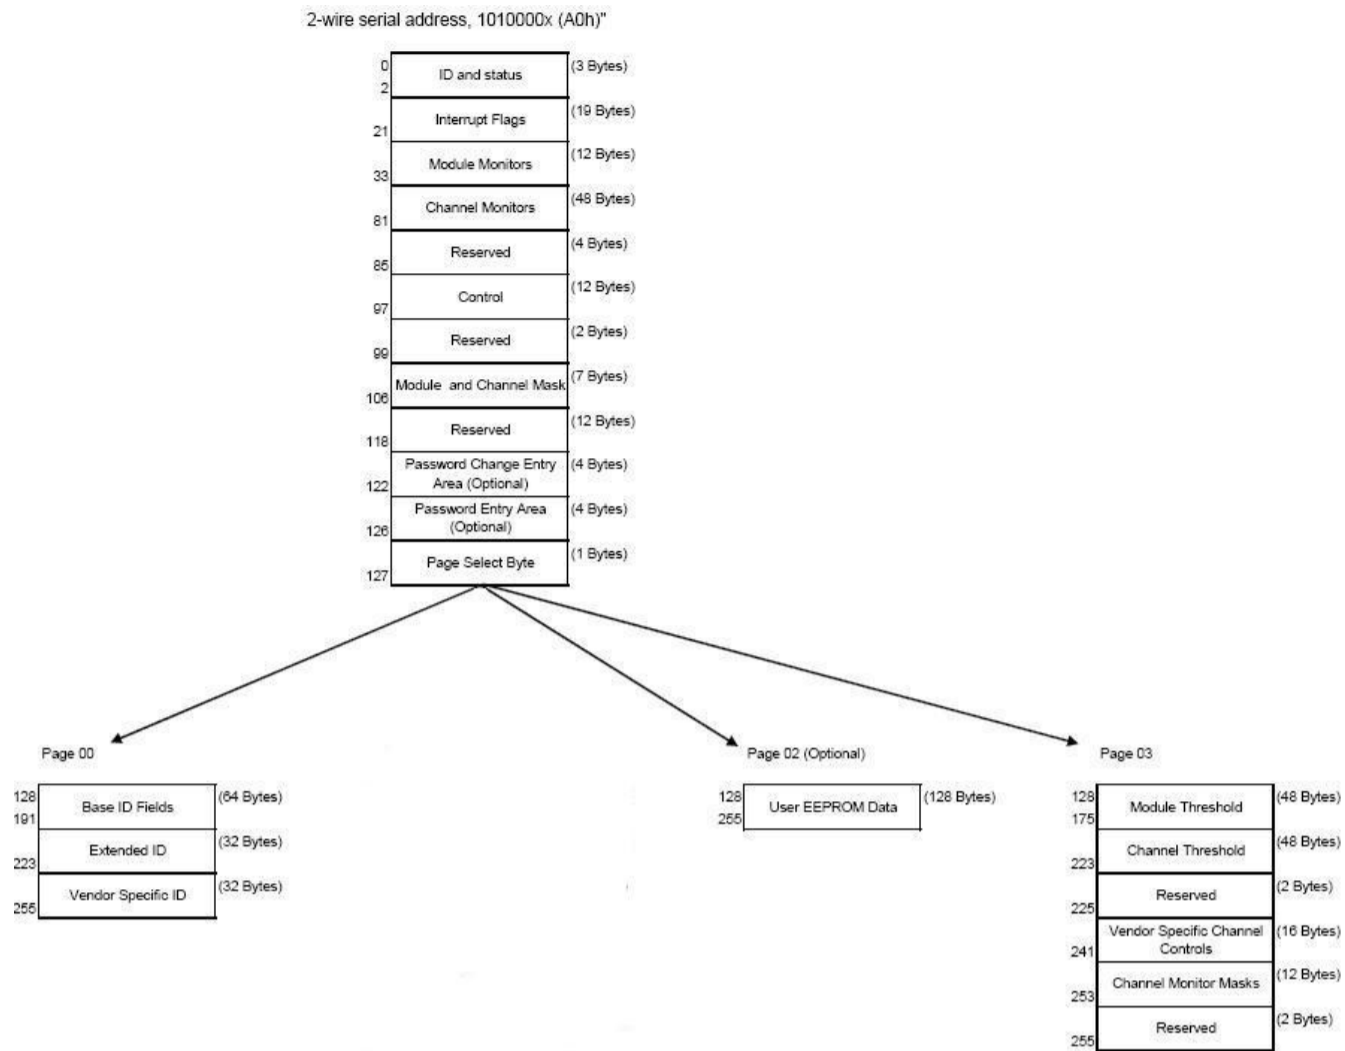 2-wire serial address, 1010000x (A0h)"
0
2
ID and status
(3 Bytes)
21
Interrupt Flags
(19 Bytes)
33
Module Monitors
(12 Bytes)
81
Channel Monitors
(48 Bytes)
85
Reserved
(4 Bytes)
97
Control
(12 Bytes)
99
Reserved
(2 Bytes)
106
Module and Channel Mask
(7 Bytes)
118
Reserved
(12 Bytes)
122
Password Change Entry
Area (Optional)
(4 Bytes)
126
Password Entry Area
(Optional)
(4 Bytes)
127
Page Select Byte
(1 Bytes)
Page 00
128
191
Base ID Fields
(64 Bytes)
223
Extended ID
(32 Bytes)
255
Vendor Specific ID
(32 Bytes)
Page 02 (Optional)
128
255
User EEPROM Data
(128 Bytes)
Page 03
128
175
Module Threshold
(48 Bytes)
223
Channel Threshold
(48 Bytes)
225
Reserved
(2 Bytes)
241
Vendor Specific Channel
Controls
(16 Bytes)
253
Channel Monitor Masks
(12 Bytes)
255
Reserved
(2 Bytes)